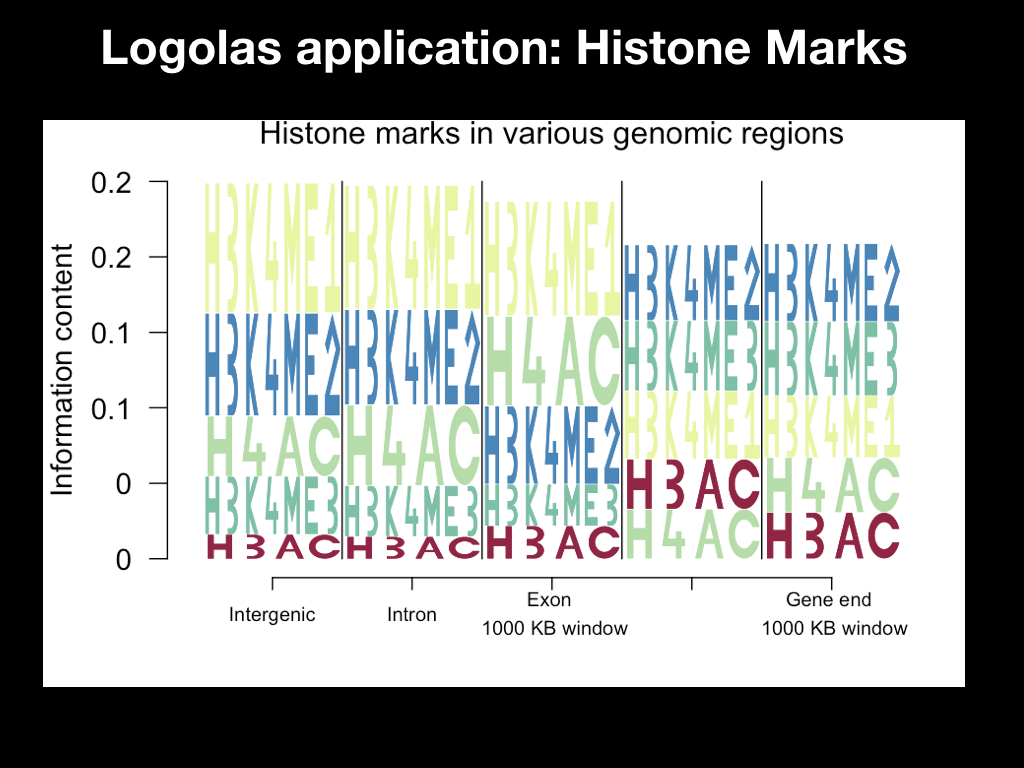 Logolas application: Histone Marks
Histone marks in various genomic regions
Information content
0.2
0.2
0.1
0.1
0
0
H3K4ME1
H3K4ME2
H4AC
H3K4ME3
H3AC
H3K4ME1
H3K4ME2
H4AC
H3K4ME3
H3AC
H3K4ME1
H4AC
H3K4ME2
H3K4ME3
H3AC
H3K4ME2
H3K4ME3
H3K4ME1
H3AC
H4AC
H3K4ME2
H3K4ME3
H3K4ME1
H4AC
H3AC
Intergenic
Intron
Exon
1000 KB window
Gene end
1000 KB window